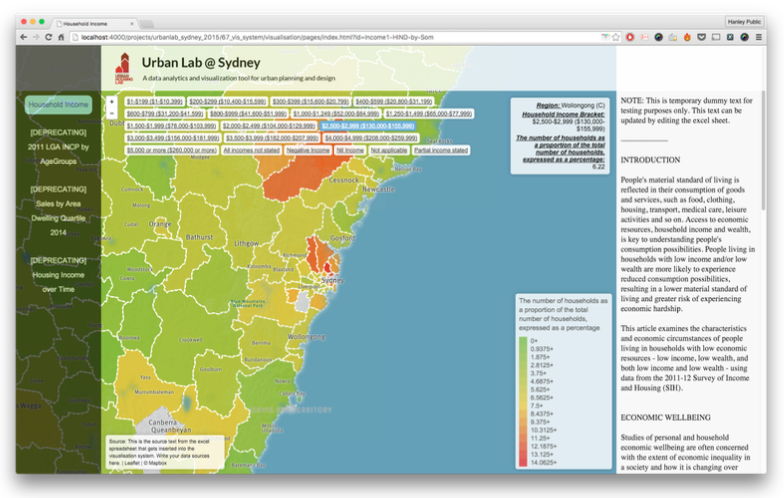 Household Income
Hanley Public
localhost:4000/projects/urbanlab_sydney_2015/67_vis_system/visualisation/pages/index.html?id=income1-HIND-by-Som
Urban Lab @ Sydney
A data analytics and visualization tool for urban planning and design
Household Income
[DEPRECATING]
2011 LGA INCP by
AgeGroups
[DEPRECATING]
Sales by Area
Dwelling Quartile
2014
[DEPRECATING]
Housing Income
over Time
+
−
$1-$199 ($1-$10,399) $200-$299 ($10,400-$15,599) $300-$399 ($15,600-$20,799) $400-$599 ($20,800-$31,199)
$600-$799 ($31,200-$41,599) $800-$999 ($41,600-$51,999) $1,000-$1,249 ($52,000-$64,999) $1,250-$1,499 ($65,000-$77,999)
$1,500-$1,999 ($78,000-$103,999) $2,000-$2,499 ($104,000-$129,999) $2,500-$2,999 ($130,000-$155,999)
$3,000-$3,499 ($156,000-$181,999) $3,500-$3,999 ($182,000-$207,999) $4,000-$4,999 ($208,000-$259,999)
$5,000 or more ($260,000 or more) All incomes not stated Negative Income Nil Income Not applicable Partial income stated
Region: Wollongong (C)
Household Income Bracket:
$2,500-$2,999 ($130,000-
$155,999)
The number of households as
a proportion of the total
number of households,
expressed as a percentage:
6.22
Mudgee
Cessnock
Newcastle
Molong
Orange
Bathurst
Lithgow
Gosford
Richmond
Katoomba
Sydney
Cowra
Crookwell
Wollongong
Bowral
Goulburn
Nowra
Yass
Murrumbateman
Canberra
Queanbeyan
Wagga
The number of households as
a proportion of the total
number of households,
expressed as a percentage
0+
0.9375+
1.875+
2.8125+
3.75+
4.6875+
5.625+
6.5625+
7.5+
8.4375+
9.375+
10.3125+
11.25+
12.1875+
13.125+
14.0625+
Source: This is the source text from the excel
spreadsheet that gets inserted into the
visualisation system. Write your data sources
here. | Leaflet | © Mapbox
NOTE: This is temporary dummy text for
testing purposes only. This text can be
updated by editing the excel sheet.
INTRODUCTION
People's material standard of living is
reflected in their consumption of goods
and services, such as food, clothing,
housing, transport, medical care, leisure
activities and so on. Access to economic
resources, household income and wealth,
is key to understanding people's
consumption possibilities. People living in
households with low income and/or low
wealth are more likely to experience
reduced consumption possibilities,
resulting in a lower material standard of
living and greater risk of experiencing
economic hardship.
This article examines the characteristics
and economic circumstances of people
living in households with low economic
resources - low income, low wealth, and
both low income and low wealth - using
data from the 2011-12 Survey of Income
and Housing (SIH).
ECONOMIC WELLBEING
Studies of personal and household
economic wellbeing are often concerned
with the extent of economic inequality in
a society and how it is changing over